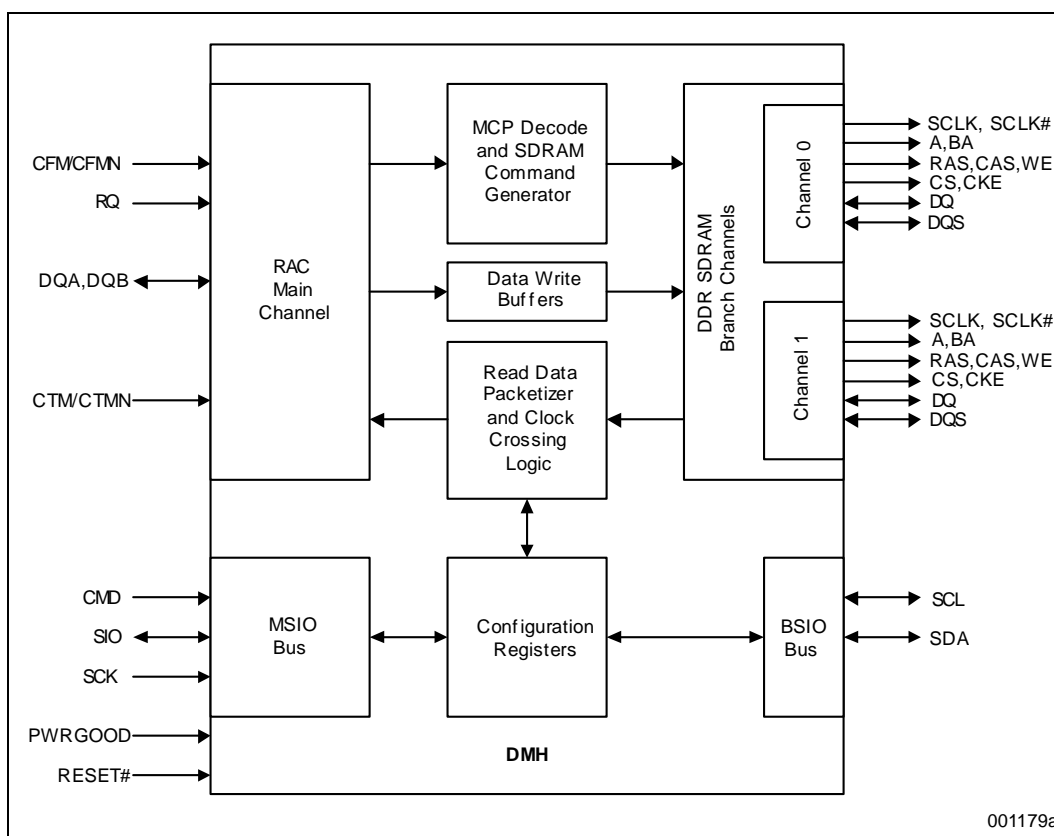 CFM/CFMN
RQ
DQA,DQB
CTM/CTMN
RAC
Main
Channel
MCP Decode
and SDRAM
Command
Generator
Data Write
Buffers
Read Data
Packetizer
and Clock
Crossing
Logic
DDR SDRAM
Branch Channels
Channel 0
SCLK, SCLK#
A,BA
RAS,CAS,WE
CS,CKE
DQ
DQS
Channel 1
SCLK, SCLK#
A,BA
RAS,CAS,WE
CS,CKE
DQ
DQS
CMD
SIO
SCK
MSIO
Bus
Configuration
Registers
BSIO
Bus
SCL
SDA
PWRGOOD
RESET#
DMH
001179a